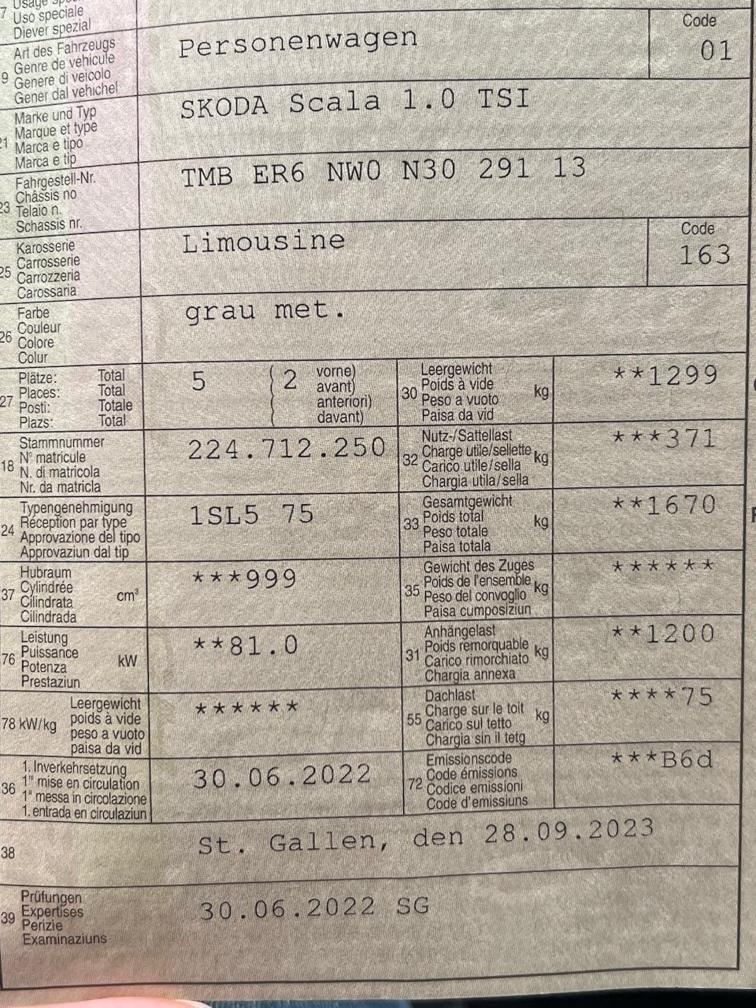 7 Usage
Uso speciale
Diever spezial
Art des Fahrzeugs
9 Genre de véhicule
Genere di veicolo
Gener dal vehichel
Personenwagen
Code
01
Marke und Typ
21 Marque et type
Marca e tipo
Marca e tip
SKODA Scala 1.0 TSI
Fahrgestell-Nr.
Châssis no
23 Telaio n.
Schassis nr.
TMB ER6 NW0 N30 291 13
Karosserie
25 Carrosserie
Carrozzeria
Carossaria
Limousine
Code
163
Farbe
26 Couleur
Colore
Colur
grau met.
Plätze: Total
27 Places: Total
Posti: Totale
Plazs: Total
5 ( 2 vorne)
avant)
anteriori)
davant)
Leergewicht
30 Poids à vide kg
Peso a vuoto
Paisa da vid
**1299
Stammnummer
18 N° matricule
N. di matricola
Nr. da matricla
224.712.250
Nutz-/Sattellast
32 Charge utile/sellette kg
Carico utile/sella
Chargia utila/sella
***371
Typengenehmigung
24 Réception par type
Approvazione del tipo
Approvaziun dal tip
1SL5 75
Gesamtgewicht
33 Poids total kg
Peso totale
Paisa totala
**1670
Hubraum
37 Cylindrée cm³
Cilindrata
Cilindrada
***999
Gewicht des Zuges
35 Poids de l'ensemble kg
Peso del convoglio
Paisa cumposiziun
******
Leistung
76 Puissance kW
Potenza
Prestaziun
**81.0
Anhängelast
31 Poids remorquable kg
Carico rimorchiato
Chargia annexa
**1200
Leergewicht
78 kW/kg poids à vide
peso a vuoto
paisa da vid
******
Dachlast
55 Charge sur le toit kg
Carico sul tetto
Chargia sin il tetg
****75
1. Inverkehrsetzung
36 1re mise en circulation
1a messa in circolazione
1. entrada en circulaziun
30.06.2022
Emissionscode
72 Code émissions
Codice emissioni
Code d'emissiuns
***B6d
38
St. Gallen, den 28.09.2023
Prüfungen
39 Expertises
Perizie
Examinaziuns
30.06.2022 SG